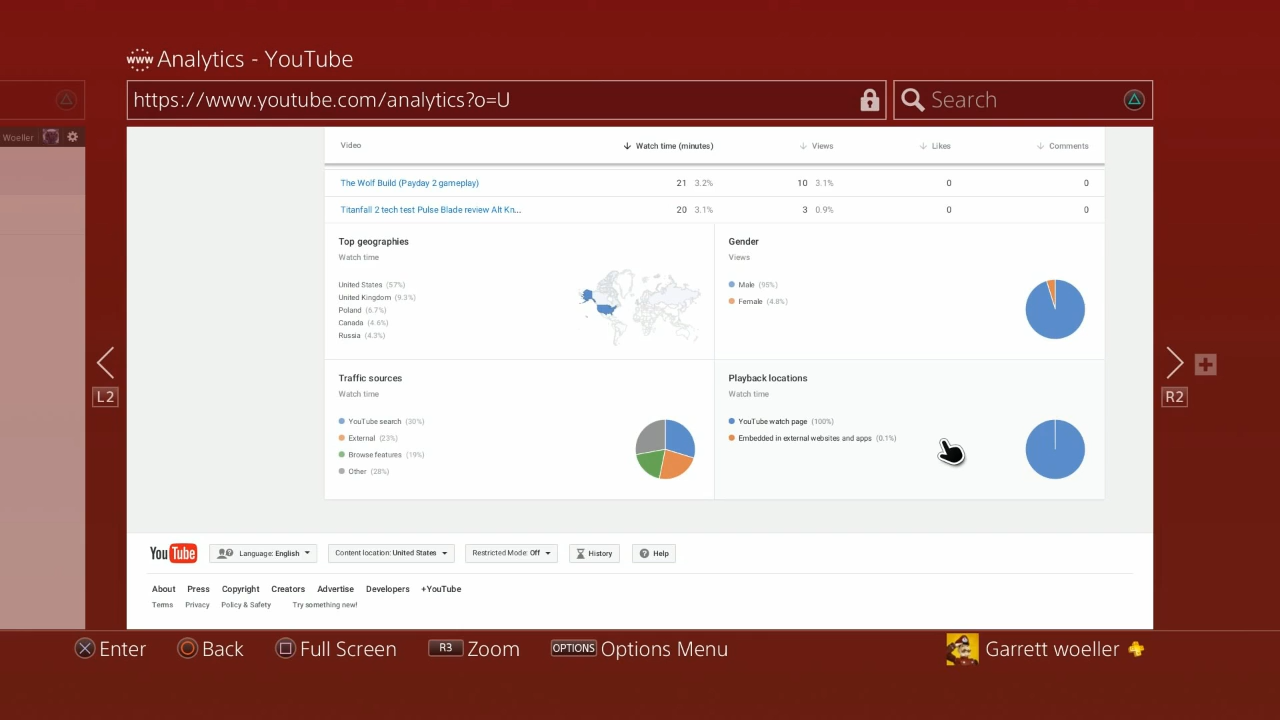 www Analytics - YouTube
https://www.youtube.com/analytics?o=U
Search
Woeller
Video Watch time (minutes) Views Likes Comments
The Wolf Build (Payday 2 gameplay) 21 3.2% 10 3.1% 0 0
Titanfall 2 tech test Pulse Blade review Alt Kn... 20 3.1% 3 0.9% 0 0
Top geographies
Watch time
United States (57%)
United Kingdom (9.3%)
Poland (6.7%)
Canada (4.6%)
Russia (4.3%)
Gender
Views
Male (95%)
Female (4.8%)
L2
R2
Traffic sources
Watch time
YouTube search (30%)
External (23%)
Browse features (19%)
Other (28%)
Playback locations
Watch time
YouTube watch page (100%)
Embedded in external websites and apps (0.1%)
YouTube Language: English Content location: United States Restricted Mode: Off History Help
About Press Copyright Creators Advertise Developers +YouTube
Terms Privacy Policy & Safety Try something new!
Enter Back Full Screen R3 Zoom OPTIONS Options Menu Garrett woeller